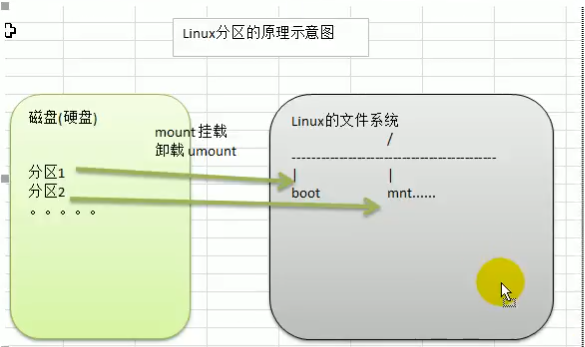 Linux分区的原理示意图
磁盘(硬盘)
mount 挂载
卸载 umount
分区1
分区2
。。。。。
Linux的文件系统
/
--------------------------------------------
| |
boot mnt......